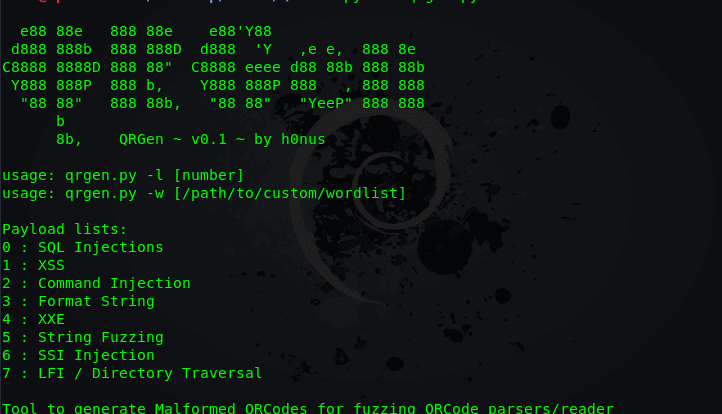 e88 88e   888 88e    e88'Y88
 d888 888b  888 888D  d888  'Y   ,e e,  888 8e
C8888 8888D 888 88"  C8888 eeee d88 88b 888 88b
 Y888 888P  888 b,    Y888 888P 888   , 888 888
  "88 88"   888 88b,   "88 88"   "YeeP" 888 888
      b
      8b,    QRGen ~ v0.1 ~ by h0nus
usage: qrgen.py -l [number]
usage: qrgen.py -w [/path/to/custom/wordlist]
Payload lists:
0 : SQL Injections
1 : XSS
2 : Command Injection
3 : Format String
4 : XXE
5 : String Fuzzing
6 : SSI Injection
7 : LFI / Directory Traversal
Tool to generate Malformed QRCodes for fuzzing QRCode parsers/reader